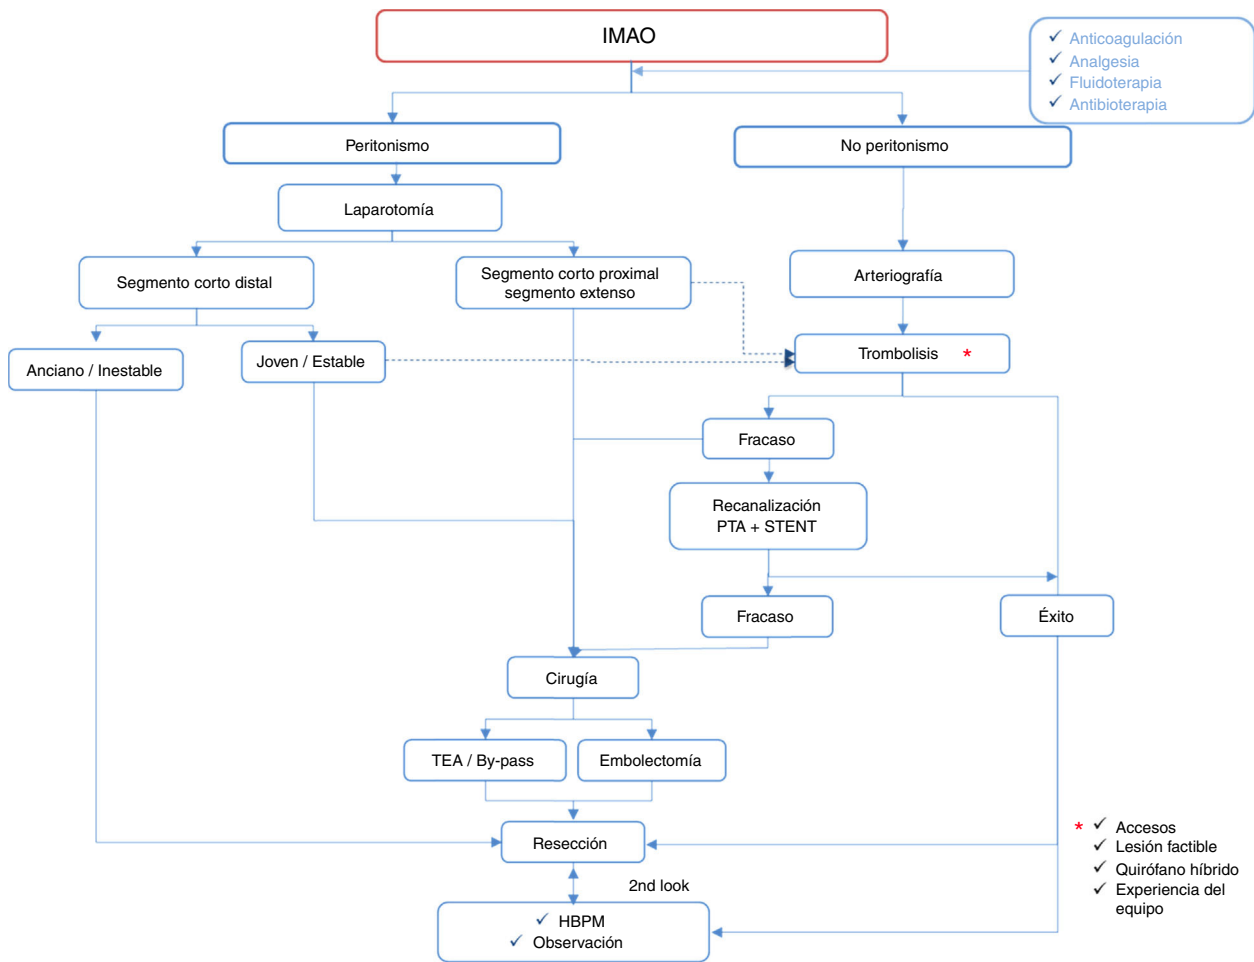 IMAO
✓ Anticoagulación
✓ Analgesia
✓ Fluidoterapia
✓ Antibioterapia
Peritonismo
No peritonismo
Laparotomía
Segmento corto distal
Segmento corto proximal
segmento extenso
Arteriografía
Anciano / Inestable
Joven / Estable
Trombolisis *
Fracaso
Recanalización
PTA + STENT
Fracaso
Éxito
Cirugía
TEA / By-pass
Embolectomía
Resección
2nd look
✓ HBPM
✓ Observación
* ✓ Accesos
✓ Lesión factible
✓ Quirófano híbrido
✓ Experiencia del
equipo